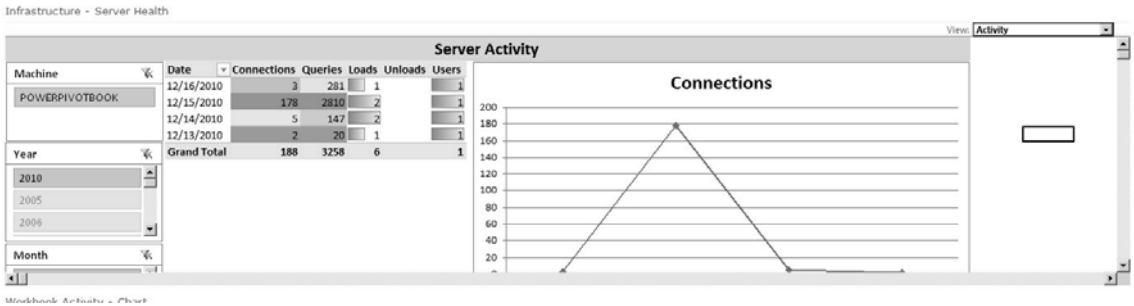 Infrastructure - Server Health
View: Activity
Server Activity
Machine
POWERPIVOTBOOK
Year
2010
2005
2006
Month
Date Connections Queries Loads Unloads Users
12/16/2010 3 281 1 1
12/15/2010 178 2810 2 1
12/14/2010 5 147 2 1
12/13/2010 2 20 1 1
Grand Total 188 3258 6 1
Connections
200
180
160
140
120
100
80
60
40
20
Workbook Activity - Chart